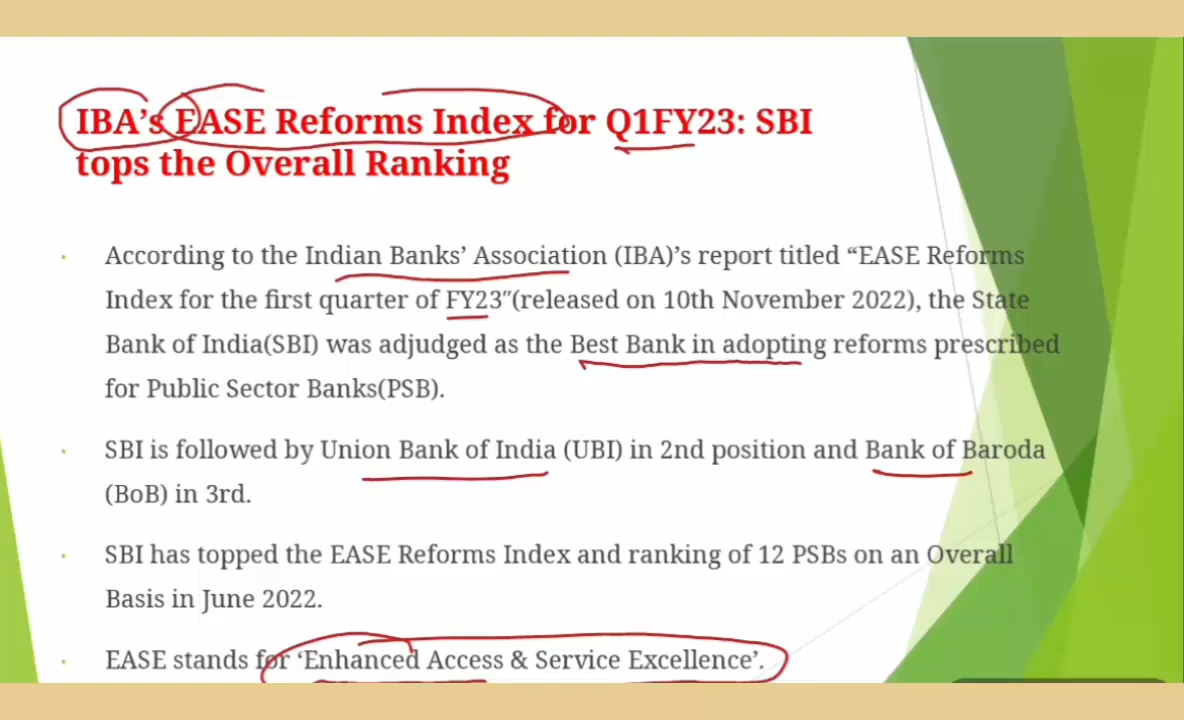 IBA’s EASE Reforms Index for Q1FY23: SBI
tops the Overall Ranking
· According to the Indian Banks’ Association (IBA)’s report titled “EASE Reforms
Index for the first quarter of FY23″(released on 10th November 2022), the State
Bank of India(SBI) was adjudged as the Best Bank in adopting reforms prescribed
for Public Sector Banks(PSB).
· SBI is followed by Union Bank of India (UBI) in 2nd position and Bank of Baroda
(BoB) in 3rd.
· SBI has topped the EASE Reforms Index and ranking of 12 PSBs on an Overall
Basis in June 2022.
· EASE stands for ‘Enhanced Access & Service Excellence’.